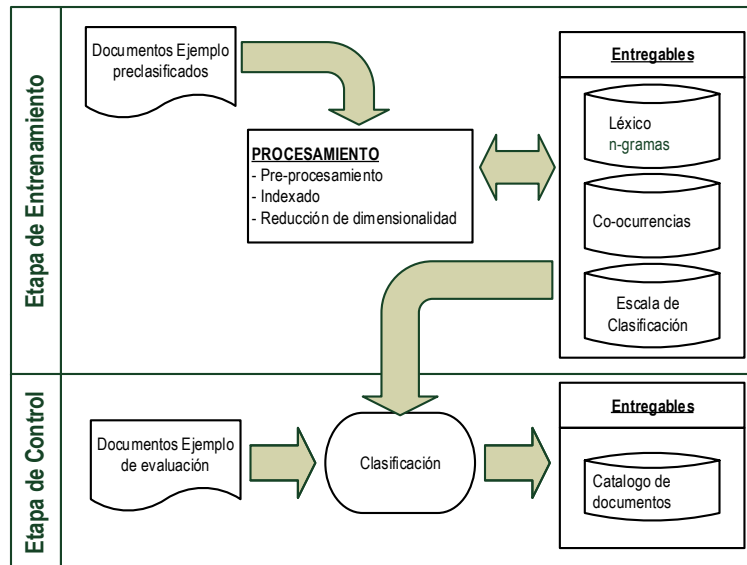 Etapa de Entrenamiento
Documentos Ejemplo
preclasificados
PROCESAMIENTO
- Pre-procesamiento
- Indexado
- Reducción de dimensionalidad
Entregables
Léxico
n-gramas
Co-ocurrencias
Escala de
Clasificación
Etapa de Control
Documentos Ejemplo
de evaluación
Clasificación
Entregables
Catalogo de
documentos